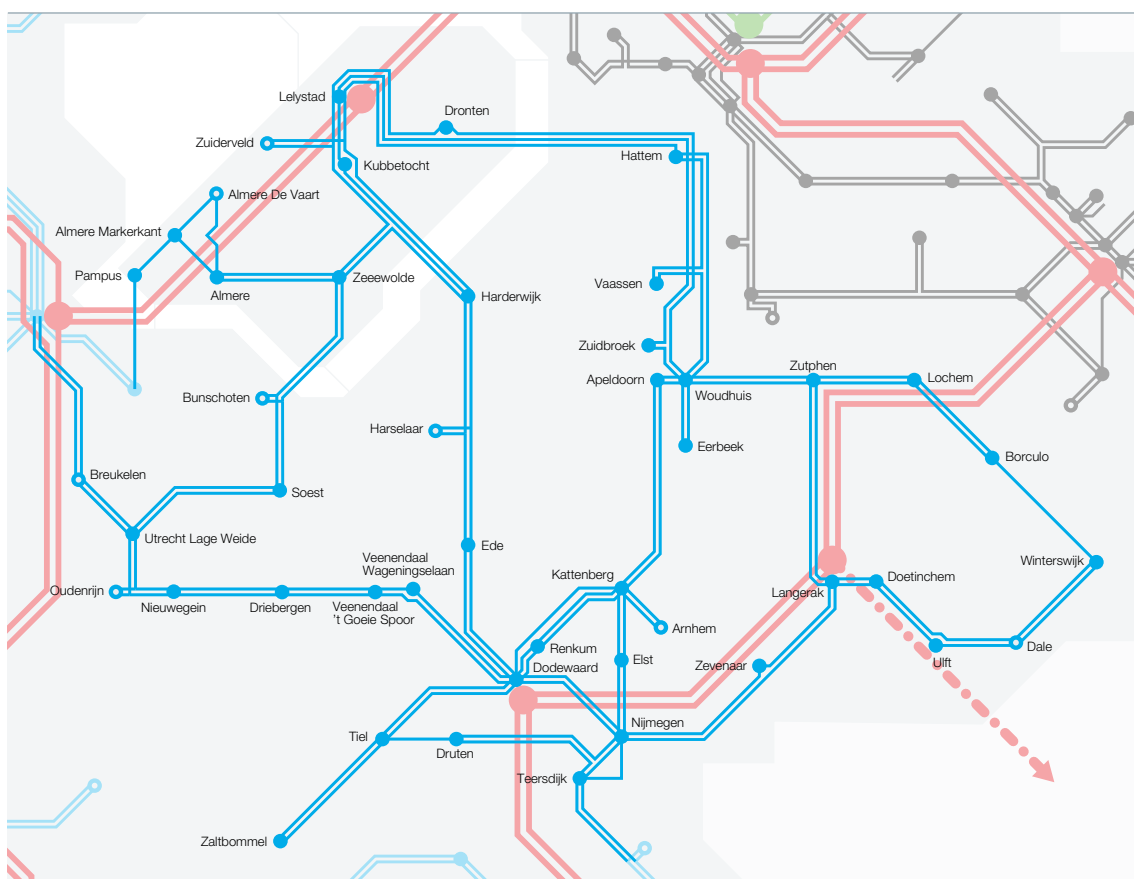 Lelystad
Dronten
Zuiderveld
Hattem
Kubbetocht
Almere De Vaart
Almere Markerkant
Pampus
Almere
Zeeewolde
Vaassen
Harderwijk
Zuidbroek
Apeldoorn
Woudhuis
Zutphen
Lochem
Bunschoten
Harselaar
Eerbeek
Borculo
Breukelen
Soest
Utrecht Lage Weide
Ede
Veenendaal
Wageningselaan
Kattenberg
Winterswijk
Doetinchem
Oudenrijn
Nieuwegein
Driebergen
Veenendaal
't Goeie Spoor
Langerak
Arnhem
Renkum
Dodewaard
Elst
Zevenaar
Ulft
Dale
Tiel
Druten
Nijmegen
Teersdijk
Zaltbommel